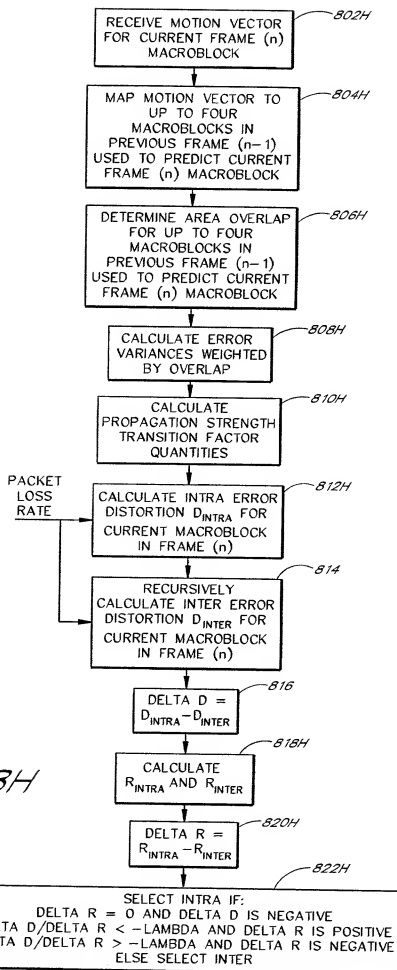 802H
RECEIVE MOTION VECTOR
FOR CURRENT FRAME (n)
MACROBLOCK
804H
MAP MOTION VECTOR TO
UP TO FOUR
MACROBLOCKS IN
PREVIOUS FRAME (n-1)
USED TO PREDICT CURRENT
FRAME (n) MACROBLOCK
806H
DETERMINE AREA OVERLAP
FOR UP TO FOUR
MACROBLOCKS IN
PREVIOUS FRAME (n-1)
USED TO PREDICT CURRENT
FRAME (n) MACROBLOCK
808H
CALCULATE ERROR
VARIANCES WEIGHTED
BY OVERLAP
810H
CALCULATE
PROPAGATION STRENGTH
TRANSITION FACTOR
QUANTITIES
PACKET
LOSS
RATE
812H
CALCULATE INTRA ERROR
DISTORTION DINTRA FOR
CURRENT MACROBLOCK
IN FRAME (n)
814
RECURSIVELY
CALCULATE INTER ERROR
DISTORTION DINTER FOR
CURRENT MACROBLOCK
IN FRAME (n)
816
DELTA D =
DINTRA-DINTER
818H
CALCULATE
RINTRA AND RINTER
8H
820H
DELTA R =
RINTRA-RINTER
822H
SELECT INTRA IF:
DELTA R = 0 AND DELTA D IS NEGATIVE
TA D/DELTA R < -LAMBDA AND DELTA R IS POSITIVE
TA D/DELTA R > -LAMBDA AND DELTA R IS NEGATIVE
ELSE SELECT INTER